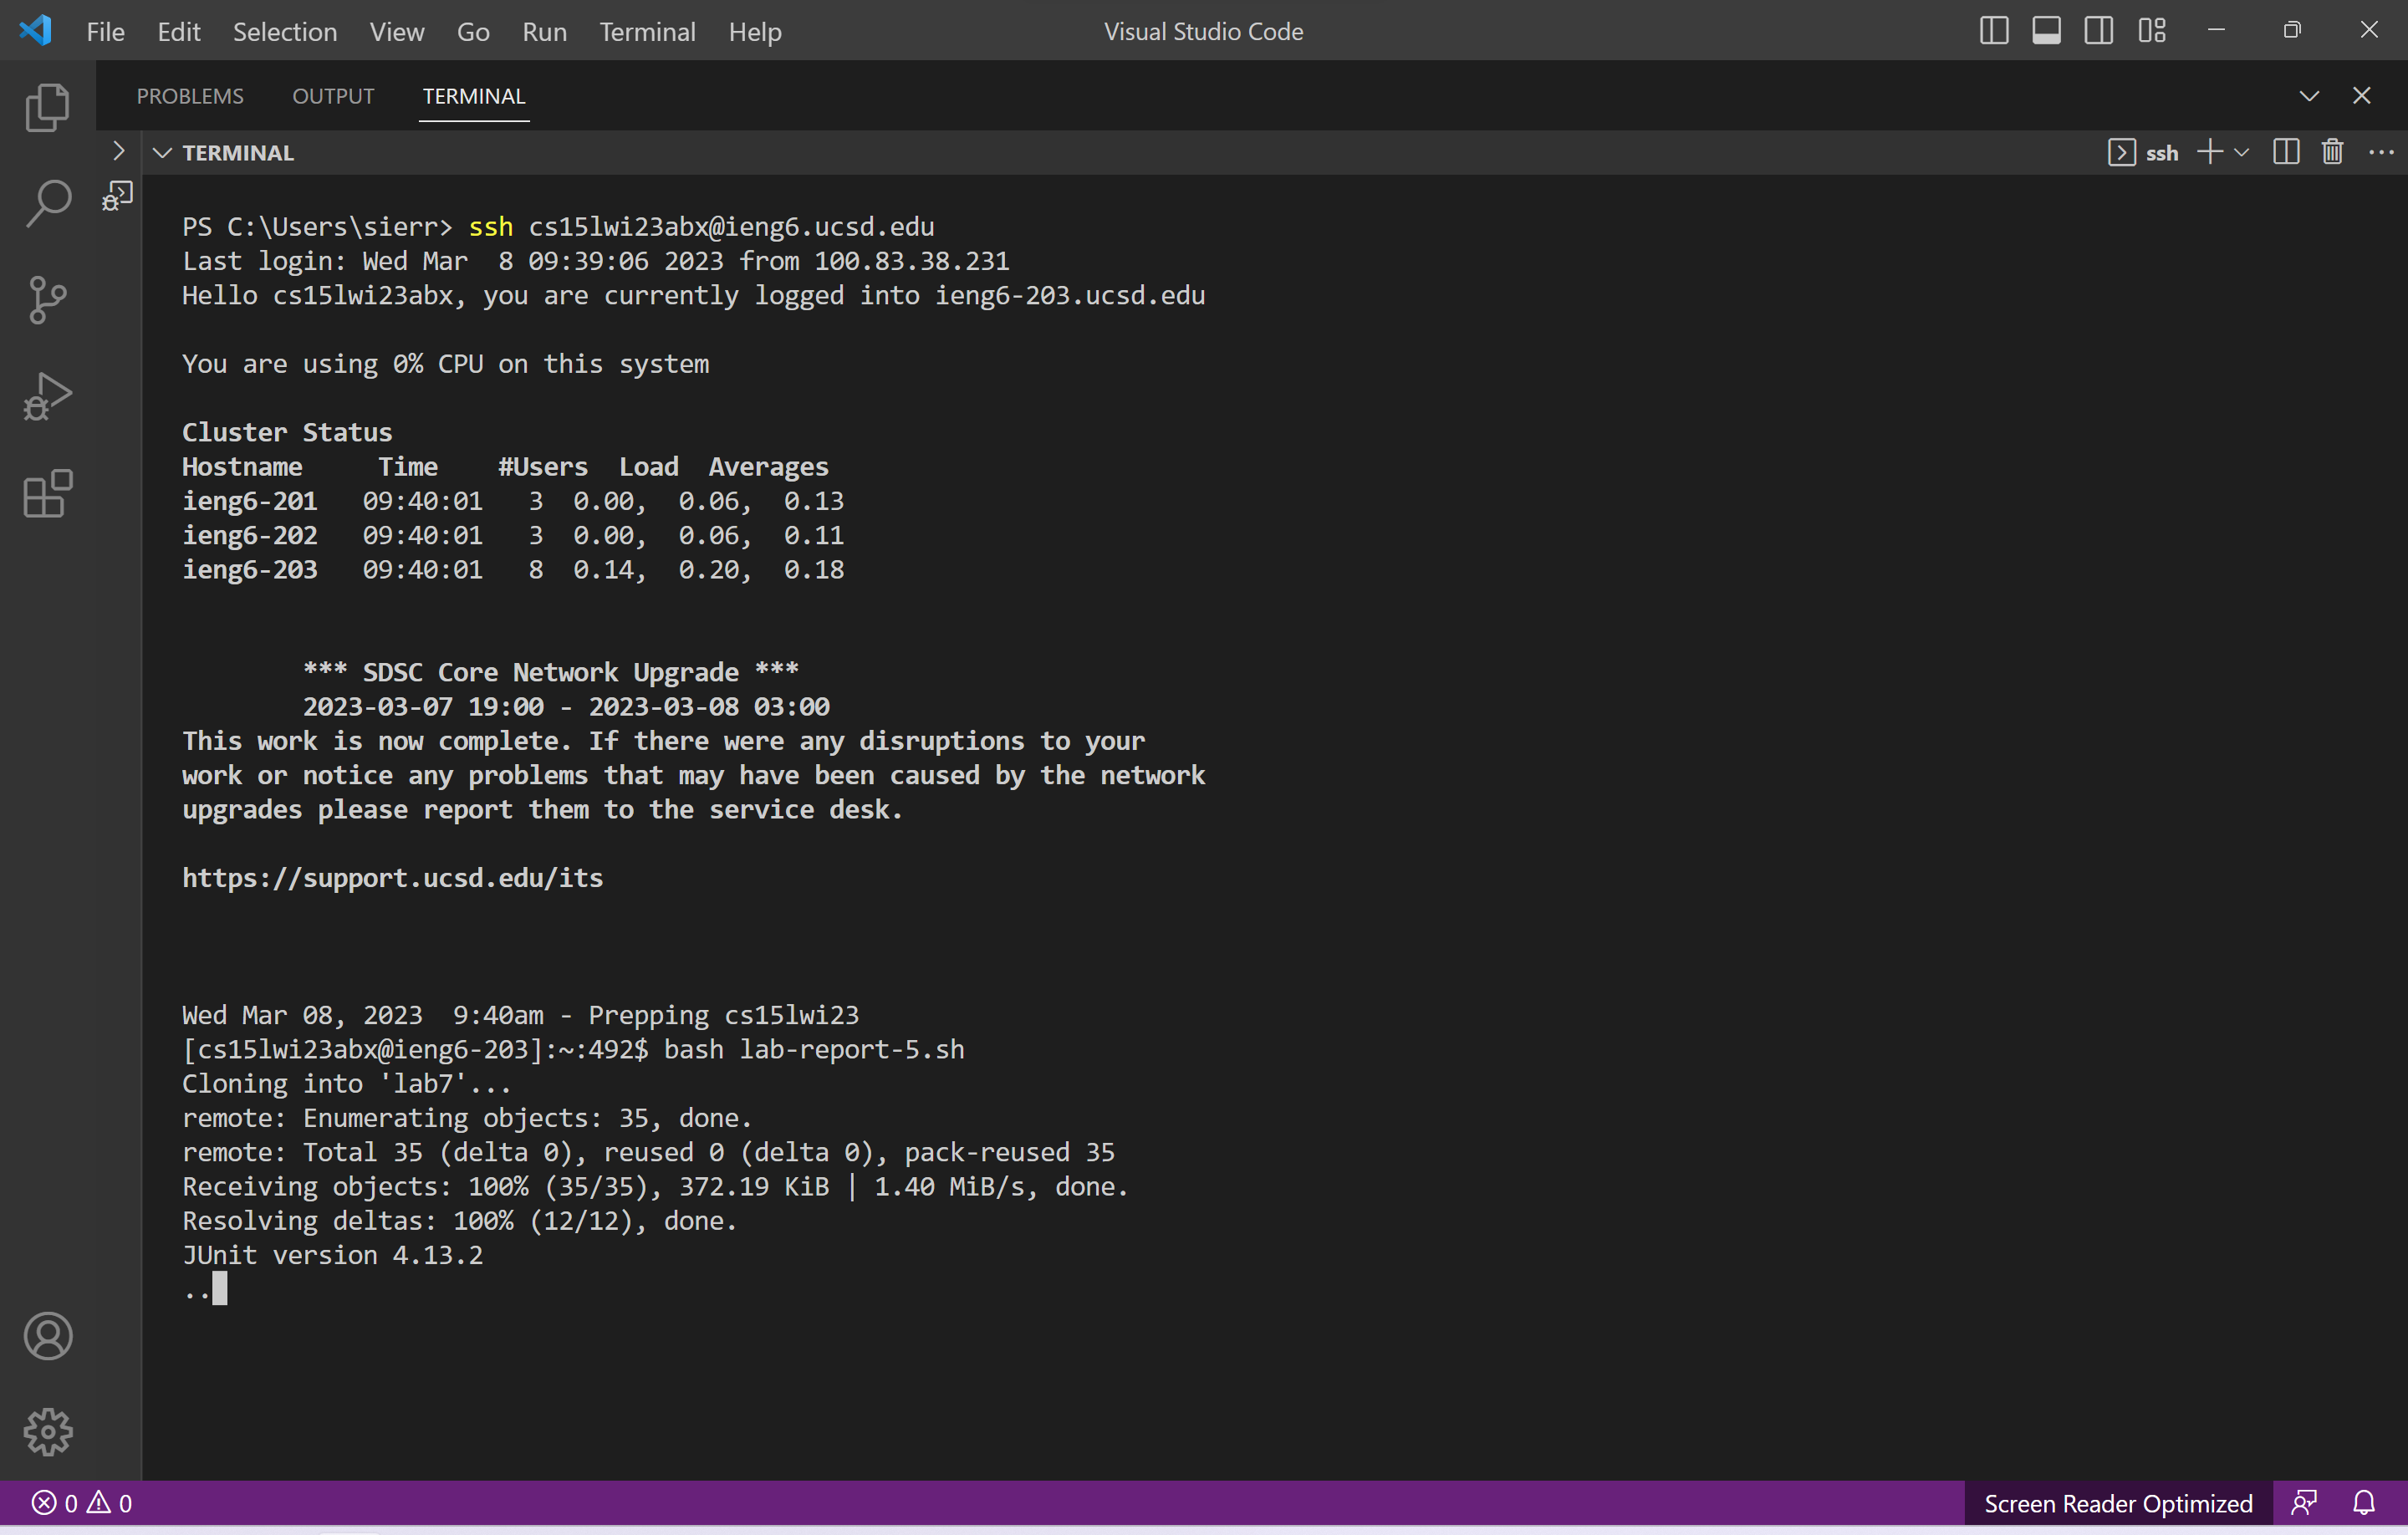 File Edit Selection View Go Run Terminal Help Visual Studio Code
PROBLEMS OUTPUT TERMINAL
TERMINAL ssh
PS C:\Users\sierr> ssh cs15lwi23abx@ieng6.ucsd.edu
Last login: Wed Mar  8 09:39:06 2023 from 100.83.38.231
Hello cs15lwi23abx, you are currently logged into ieng6-203.ucsd.edu
You are using 0% CPU on this system
Cluster Status
Hostname     Time    #Users  Load  Averages
ieng6-201   09:40:01   3  0.00,  0.06,  0.13
ieng6-202   09:40:01   3  0.00,  0.06,  0.11
ieng6-203   09:40:01   8  0.14,  0.20,  0.18
*** SDSC Core Network Upgrade ***
2023-03-07 19:00 - 2023-03-08 03:00
This work is now complete. If there were any disruptions to your
work or notice any problems that may have been caused by the network
upgrades please report them to the service desk.
https://support.ucsd.edu/its
Wed Mar 08, 2023  9:40am - Prepping cs15lwi23
[cs15lwi23abx@ieng6-203]:~:492$ bash lab-report-5.sh
Cloning into 'lab7'...
remote: Enumerating objects: 35, done.
remote: Total 35 (delta 0), reused 0 (delta 0), pack-reused 35
Receiving objects: 100% (35/35), 372.19 KiB | 1.40 MiB/s, done.
Resolving deltas: 100% (12/12), done.
JUnit version 4.13.2
..
0 0 Screen Reader Optimized